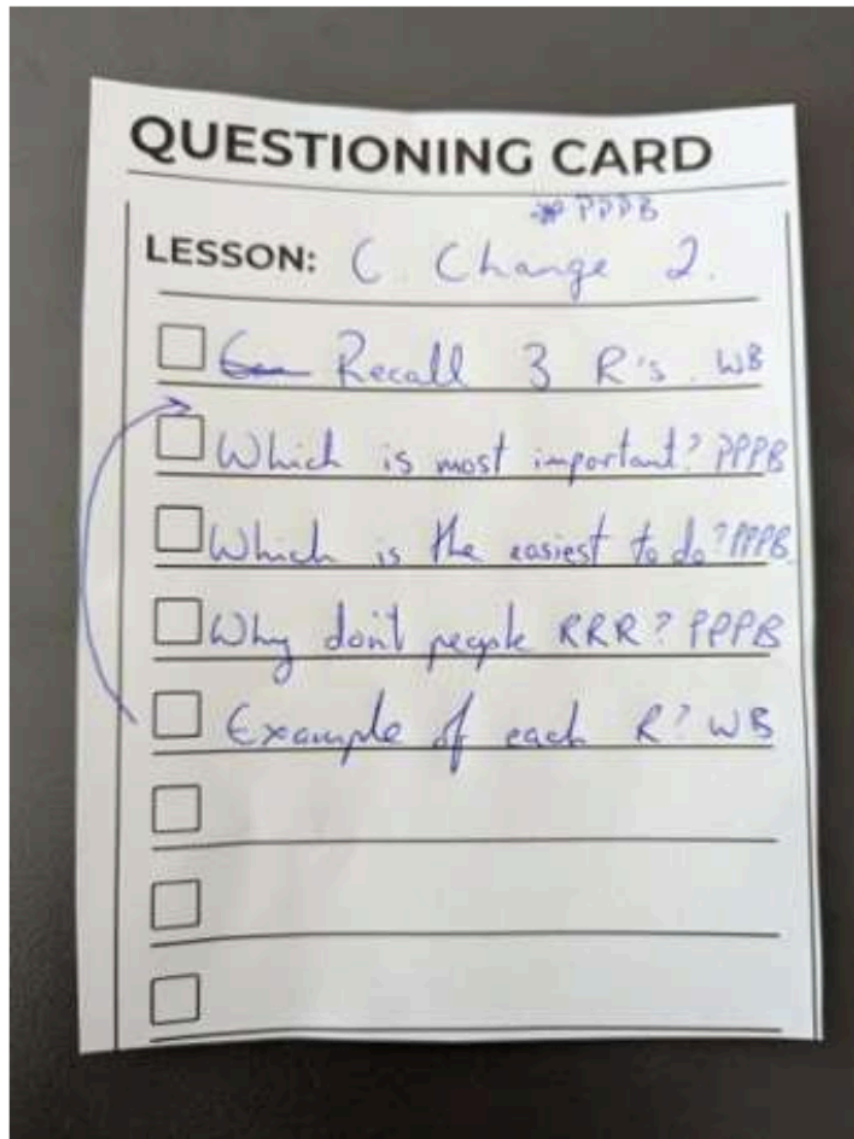 QUESTIONING CARD
PPPB
LESSON: C. Change 2.
Recall 3 R's. WB
Which is most important? PPPB
Which is the easiest to do? PPPB
Why don't people RRR? PPPB
Example of each R? WB